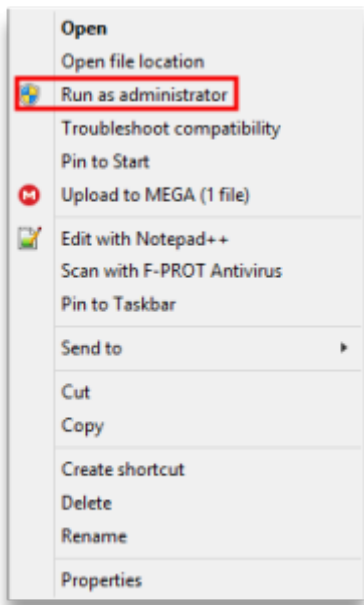 Open
Open file location
Run as administrator
Troubleshoot compatibility
Pin to Start
Upload to MEGA (1 file)
Edit with Notepad++
Scan with F-PROT Antivirus
Pin to Taskbar
Send to
Cut
Copy
Create shortcut
Delete
Rename
Properties